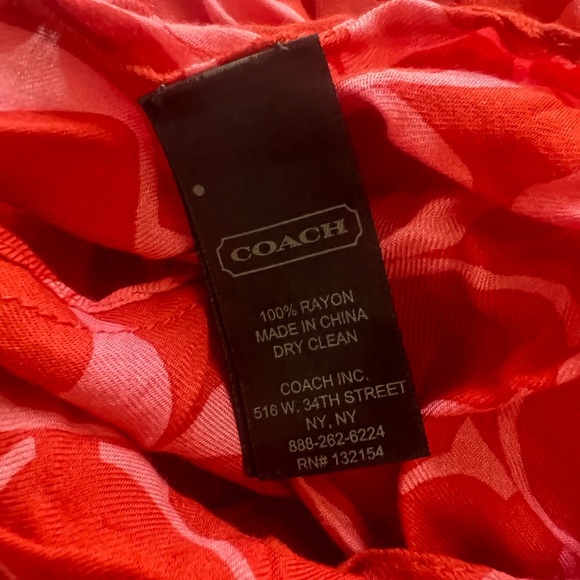 COACH
100% RAYON
MADE IN CHINA
DRY CLEAN
COACH INC.
516 W. 34TH STREET
NY, NY
888-262-6224
RN# 132154